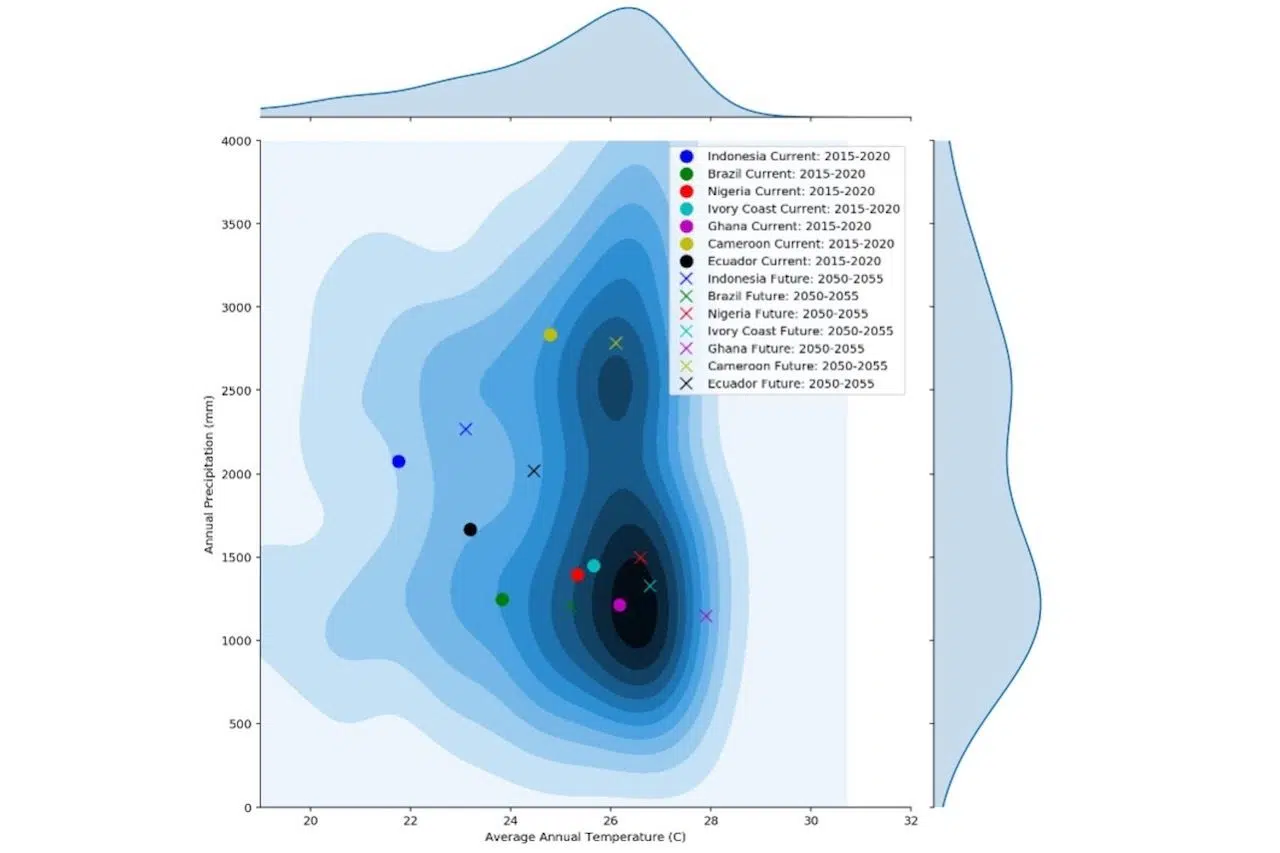 4000
3500
3000
2500
2000
1500
1000
500
0
Annual Precipitation (mm)
Indonesia Current: 2015-2020
Brazil Current: 2015-2020
Nigeria Current: 2015-2020
Ivory Coast Current: 2015-2020
Ghana Current: 2015-2020
Cameroon Current: 2015-2020
Ecuador Current: 2015-2020
Indonesia Future: 2050-2055
Brazil Future: 2050-2055
Nigeria Future: 2050-2055
Ivory Coast Future: 2050-2055
Ghana Future: 2050-2055
Cameroon Future: 2050-2055
Ecuador Future: 2050-2055
20 22 24 26 28 30 32
Average Annual Temperature (C)